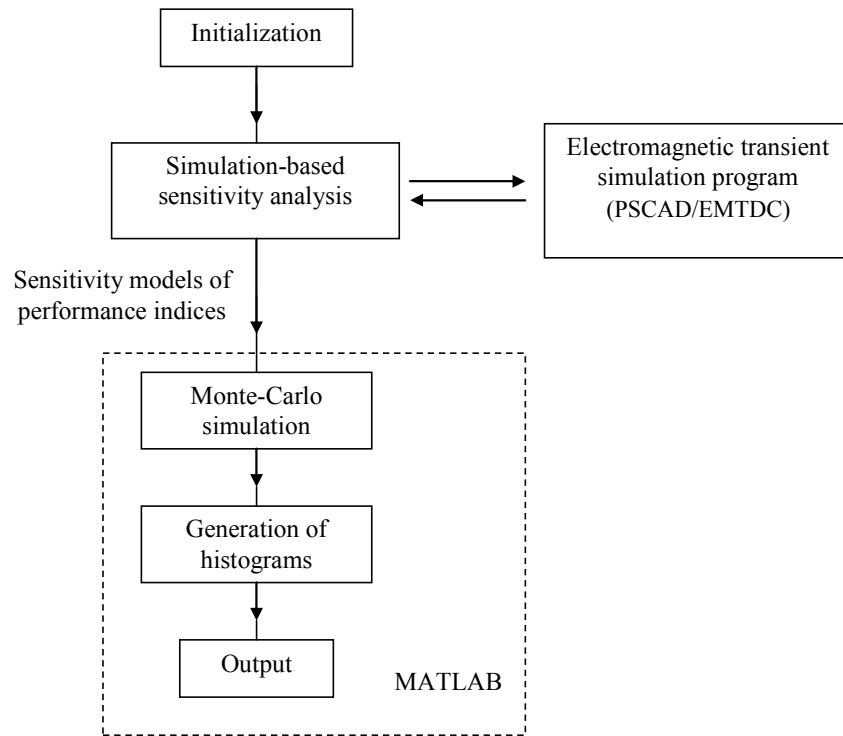 Initialization
Simulation-based
sensitivity analysis
Electromagnetic transient
simulation program
(PSCAD/EMTDC)
Sensitivity models of
performance indices
Monte-Carlo
simulation
Generation of
histograms
Output
MATLAB